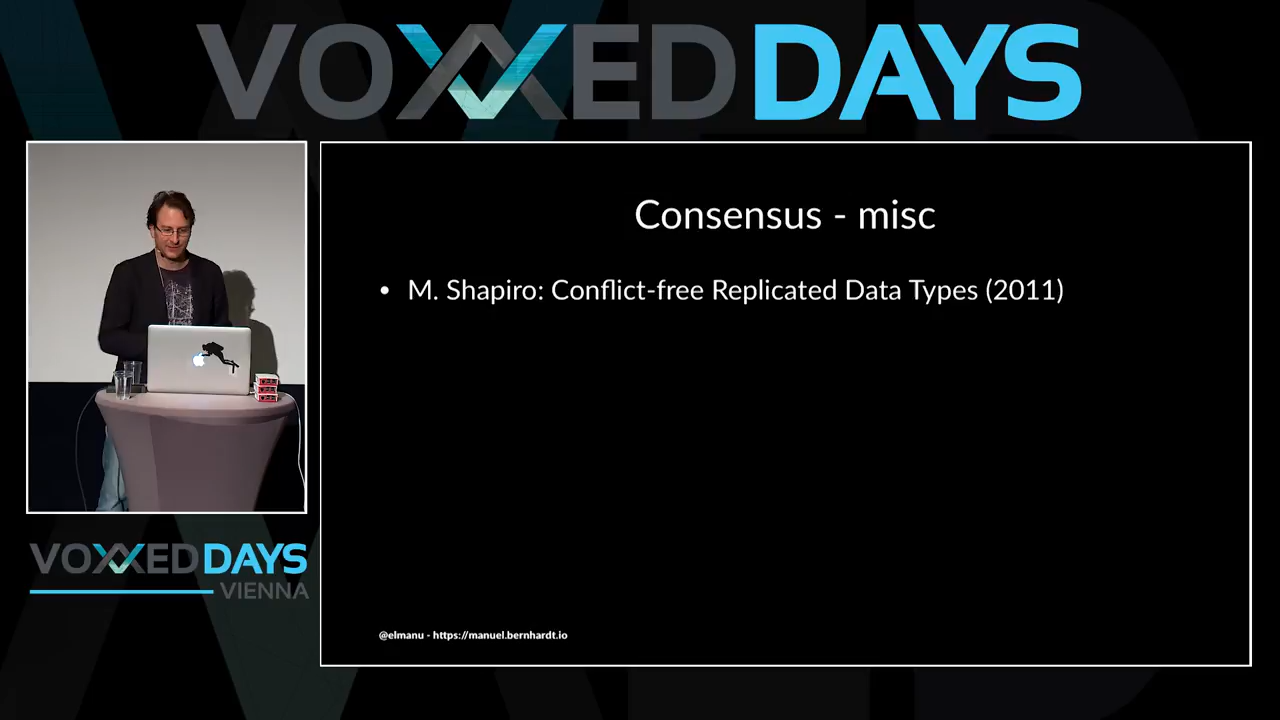 VOXXED DAYS
Consensus - misc
• M. Shapiro: Conflict-free Replicated Data Types (2011)
VOXXED DAYS
VIENNA
@elmanu - https://manuel.bernhardt.io